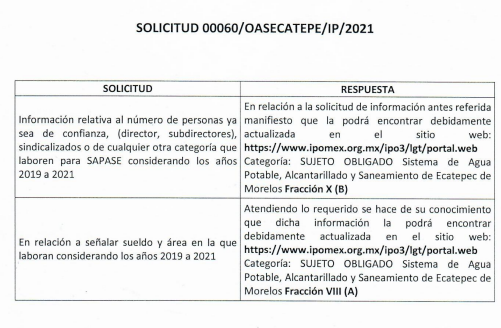 SOLICITUD 00060/OASECATEPE/IP/2021
SOLICITUD
RESPUESTA
Información relativa al número de personas ya
sea de confianza, (director, subdirectores),
sindicalizados o de cualquier otra categoría que
laboren para SAPASE considerando los años
2019 a 2021
En relación a la solicitud de información antes referida
manifiesto que la podrá encontrar debidamente
actualizada en el sitio web:
https://www.ipomex.org.mx/ipo3/lgt/portal.web
Categoría: SUJETO OBLIGADO Sistema de Agua
Potable, Alcantarillado y Saneamiento de Ecatepec de
Morelos Fracción X (B)
En relación a señalar sueldo y área en la que
laboran considerando los años 2019 a 2021
Atendiendo lo requerido se hace de su conocimiento
que dicha información la podrá encontrar
debidamente actualizada en el sitio web:
https://www.ipomex.org.mx/ipo3/lgt/portal.web
Categoría: SUJETO OBLIGADO Sistema de Agua
Potable, Alcantarillado y Saneamiento de Ecatepec de
Morelos Fracción VIII (A)